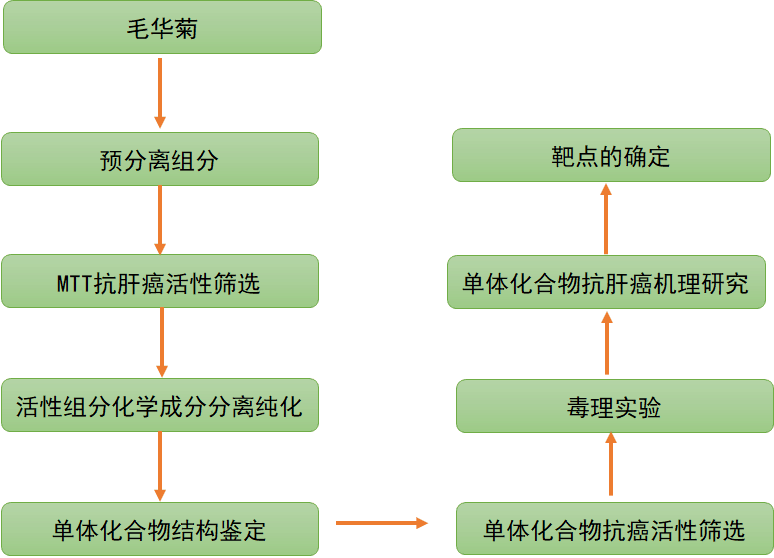 毛华菊
预分离组分
MTT抗肝癌活性筛选
活性组分化学成分分离纯化
单体化合物结构鉴定
单体化合物抗癌活性筛选
毒理实验
单体化合物抗肝癌机理研究
靶点的确定